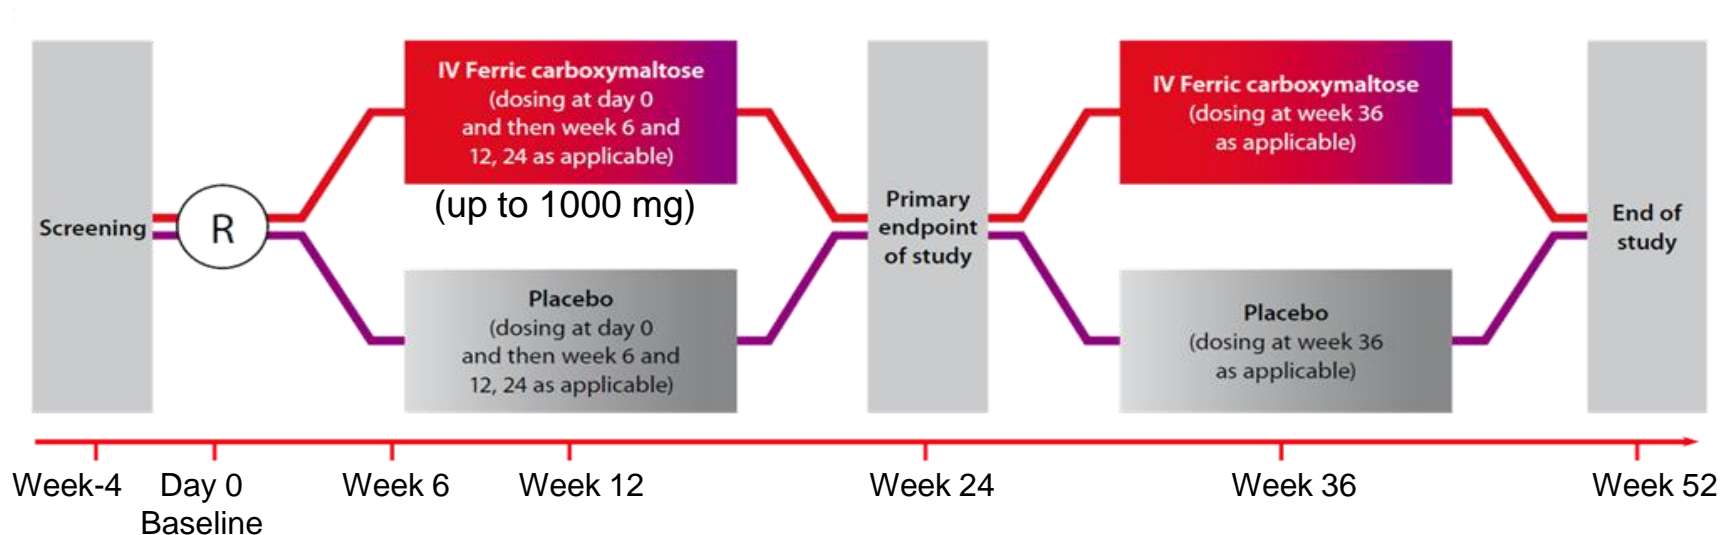 Screening
R
IV Ferric carboxymaltose
(dosing at day 0
and then week 6 and
12, 24 as applicable)
(up to 1000 mg)
Placebo
(dosing at day 0
and then week 6 and
12, 24 as applicable)
Primary
endpoint
of study
IV Ferric carboxymaltose
(dosing at week 36
as applicable)
Placebo
(dosing at week 36
as applicable)
End of
study
Week-4
Day 0
Baseline
Week 6
Week 12
Week 24
Week 36
Week 52